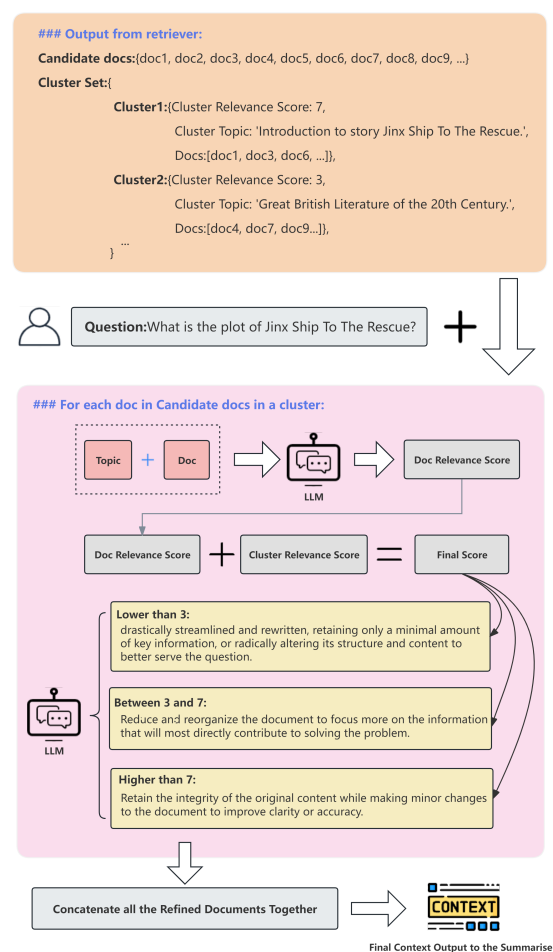 ### Output from retriever:
Candidate docs:{doc1, doc2, doc3, doc4, doc5, doc6, doc7, doc8, doc9, ...}
Cluster Set:{
Cluster1:{Cluster Relevance Score: 7,
Cluster Topic: 'Introduction to story Jinx Ship To The Rescue.',
Docs:[doc1, doc3, doc6, ...]},
Cluster2:{Cluster Relevance Score: 3,
Cluster Topic: 'Great British Literature of the 20th Century.',
Docs:[doc4, doc7, doc9...]},
...
}
Question:What is the plot of Jinx Ship To The Rescue?
### For each doc in Candidate docs in a cluster:
Topic + Doc
LLM
Doc Relevance Score
Doc Relevance Score + Cluster Relevance Score = Final Score
Lower than 3:
drastically streamlined and rewritten, retaining only a minimal amount
of key information, or radically altering its structure and content to
better serve the question.
Between 3 and 7:
Reduce and reorganize the document to focus more on the information
that will most directly contribute to solving the problem.
LLM
Higher than 7:
Retain the integrity of the original content while making minor changes
to the document to improve clarity or accuracy.
Concatenate all the Refined Documents Together
CONTEXT
Final Context Output to the Summarise